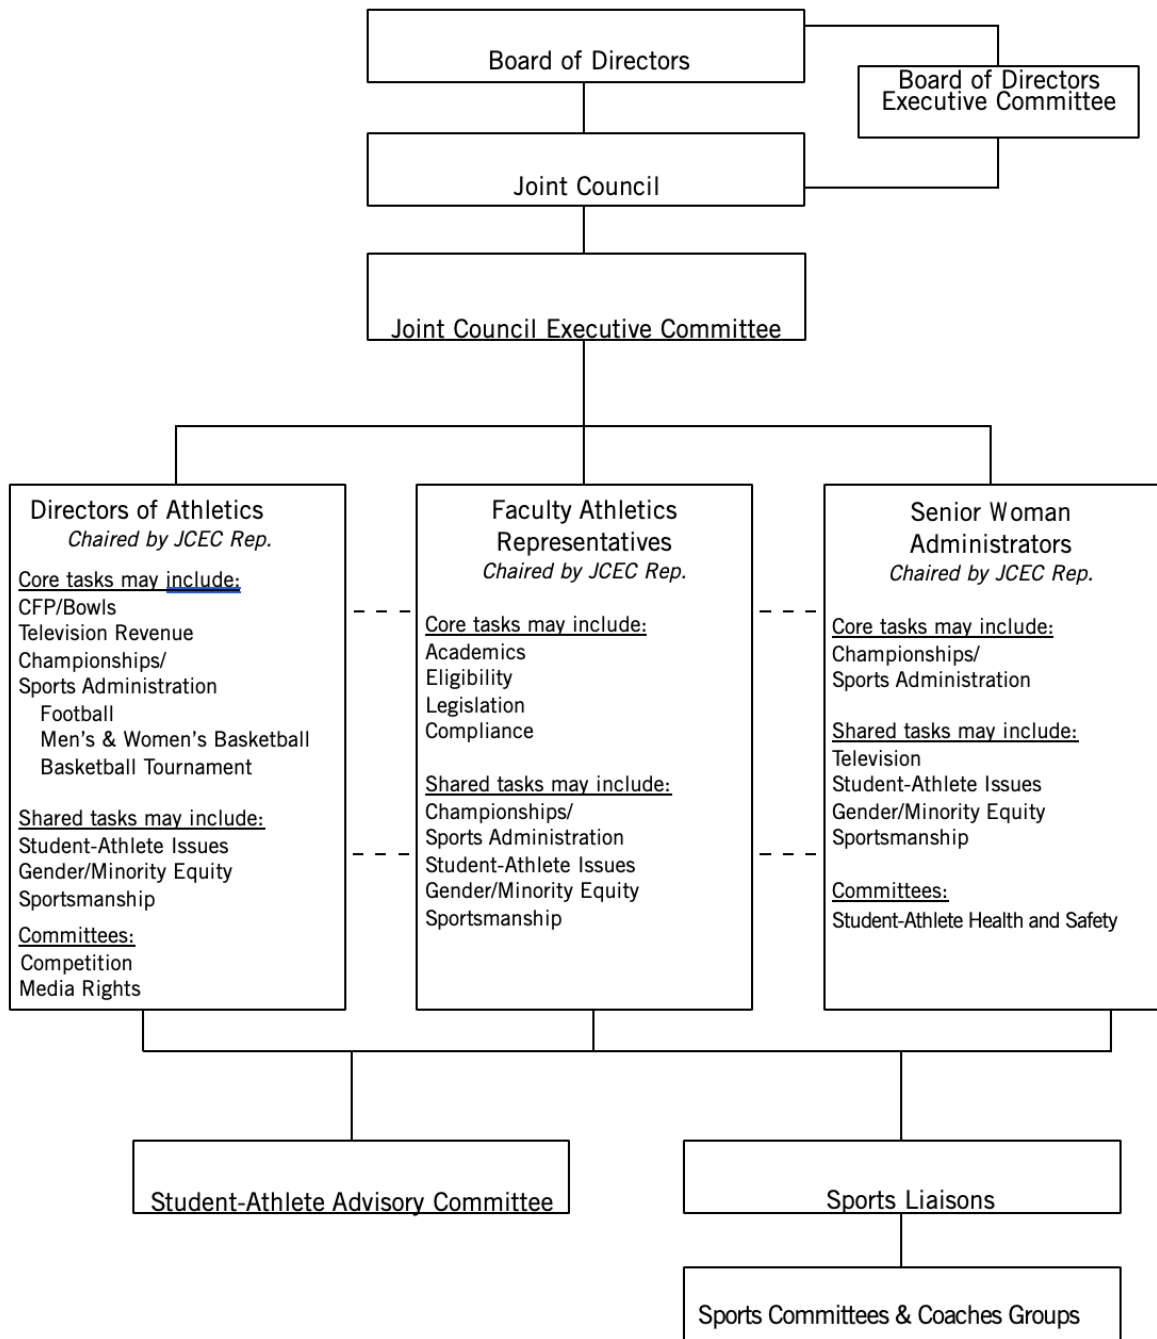 Board of Directors
Board of Directors
Executive Committee
Joint Council
Joint Council Executive Committee
Directors of Athletics
Chaired by JCEC Rep.
Core tasks may include:
CFP/Bowls
Television Revenue
Championships/
Sports Administration
Football
Men's & Women's Basketball
Basketball Tournament
Shared tasks may include:
Student-Athlete Issues
Gender/Minority Equity
Sportsmanship
Committees:
Competition
Media Rights
Faculty Athletics
Representatives
Chaired by JCEC Rep.
Core tasks may include:
Academics
Eligibility
Legislation
Compliance
Shared tasks may include:
Championships/
Sports Administration
Student-Athlete Issues
Gender/Minority Equity
Sportsmanship
Senior Woman
Administrators
Chaired by JCEC Rep.
Core tasks may include:
Championships/
Sports Administration
Shared tasks may include:
Television
Student-Athlete Issues
Gender/Minority Equity
Sportsmanship
Committees:
Student-Athlete Health and Safety
Student-Athlete Advisory Committee
Sports Liaisons
Sports Committees & Coaches Groups